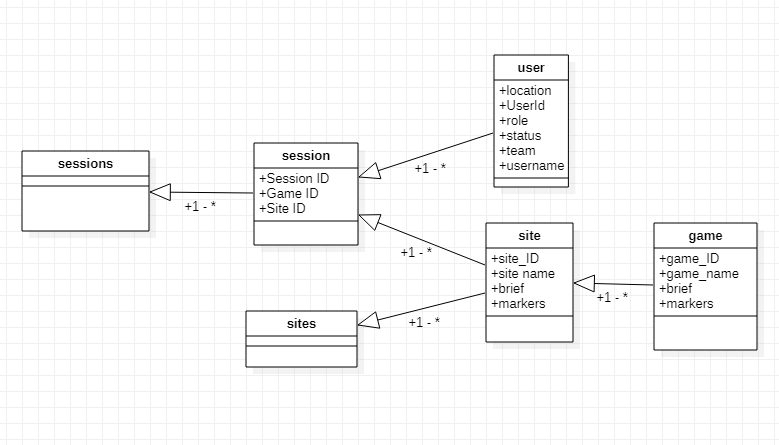 user
+location
+UserId
+role
+status
+team
+username
+1 - *
session
+Session ID
+Game ID
+Site ID
sessions
+1 - *
site
+site_ID
+site name
+brief
+markers
+1 - *
game
+game_ID
+game_name
+brief
+markers
+1 - *
sites
+1 - *